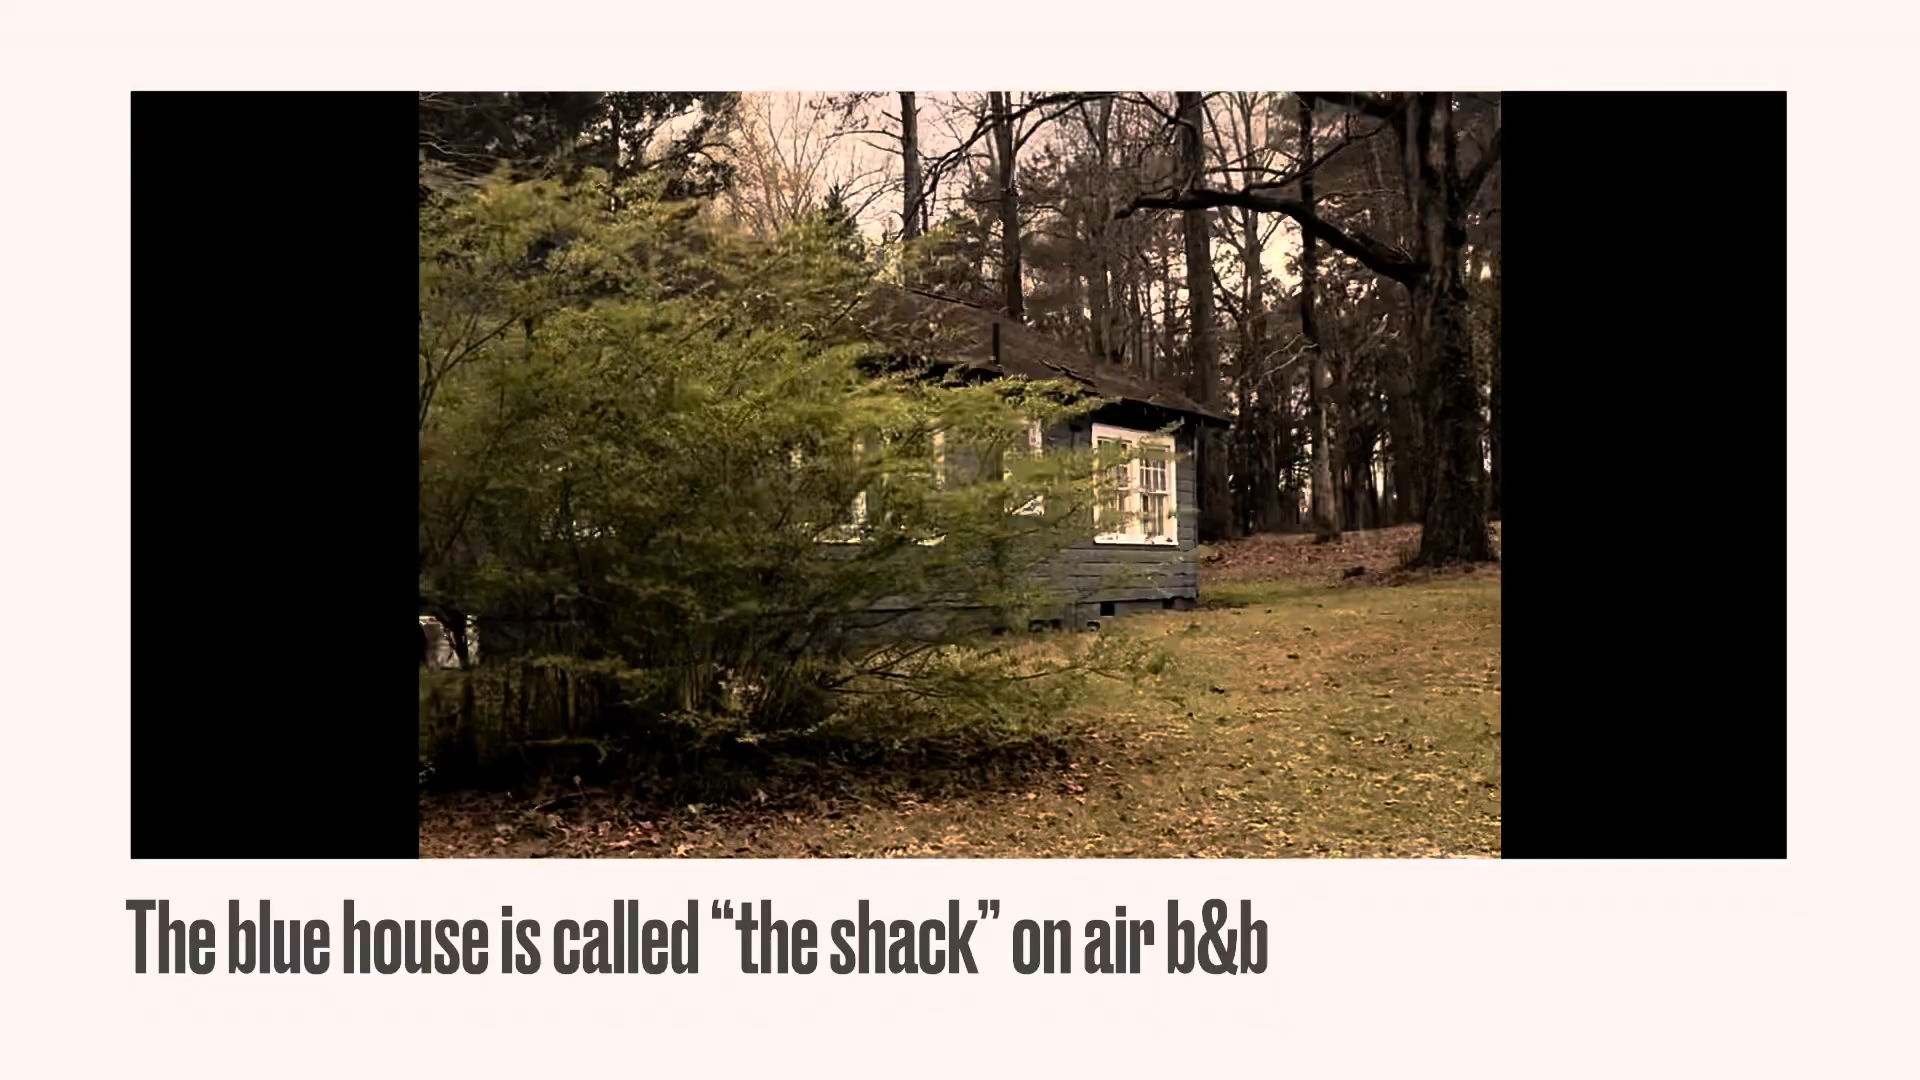 The blue house is called “the shack” on air b&b